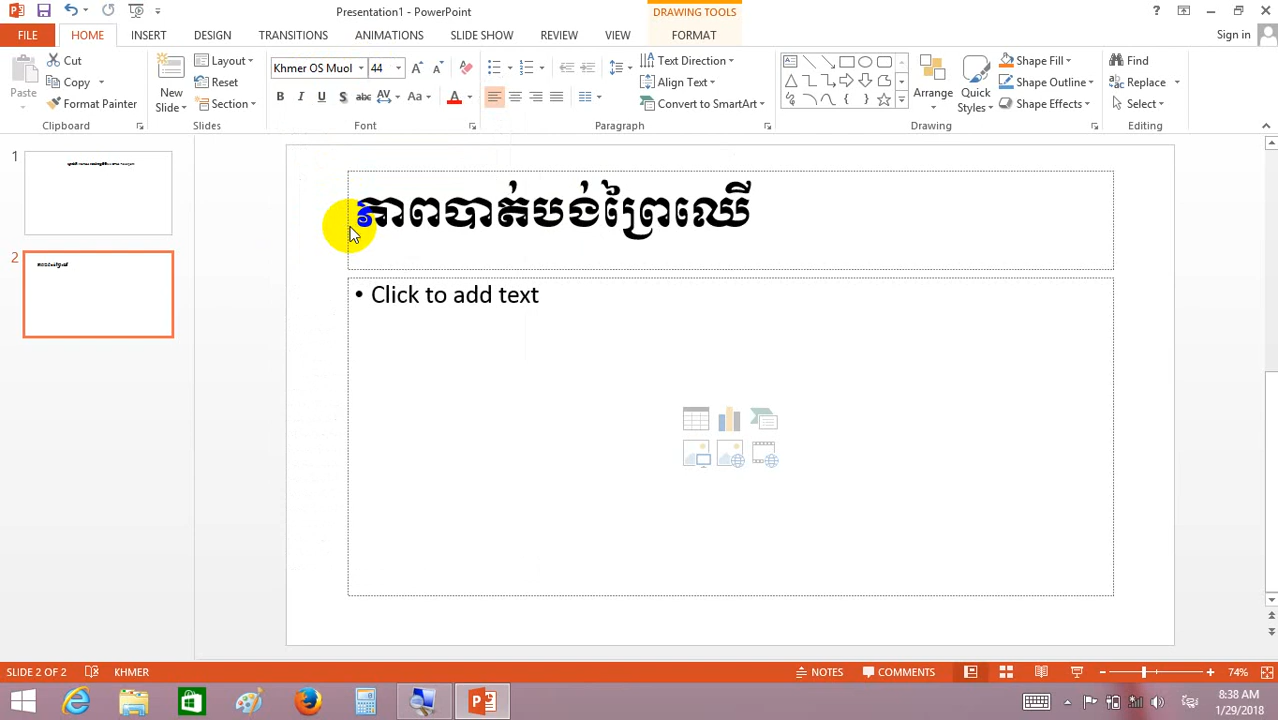 Presentation1 - PowerPoint
DRAWING TOOLS
?
FILE
HOME
INSERT
DESIGN
TRANSITIONS
ANIMATIONS
SLIDE SHOW
REVIEW
VIEW
FORMAT
Sign in
Paste
Cut
Copy
Format Painter
Clipboard
New Slide
Layout
Reset
Section
Slides
Khmer OS Muol
44
Font
Text Direction
Align Text
Convert to SmartArt
Paragraph
Arrange
Quick Styles
Shape Fill
Shape Outline
Shape Effects
Drawing
Find
Replace
Select
Editing
1
2
ភាពបាត់បង់ព្រៃឈើ
• Click to add text
SLIDE 2 OF 2
KHMER
NOTES
COMMENTS
74%
8:38 AM
1/29/2018